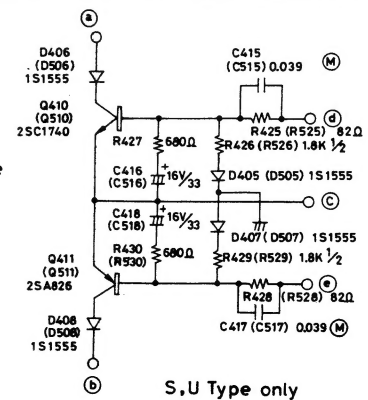 a
D406
(D506)
1S1555
C415
(C515) 0.039
M
Q410
(Q510)
2SC1740
d
R427
680Ω
R425 (R525) 82Ω
R426 (R526) 1.8K 1/2
C416
(C516)
+
16V/33
D405 (D505) 1S1555
C
C418
(C518)
+
16V/33
D407 (D507) 1S1555
Q411
(Q511)
2SA826
R430
(R530)
680Ω
R429 (R529) 1.8K 1/2
e
R428 (R528) 82Ω
D408
(D508)
1S1555
C417 (C517) 0.039 M
b
S,U Type only